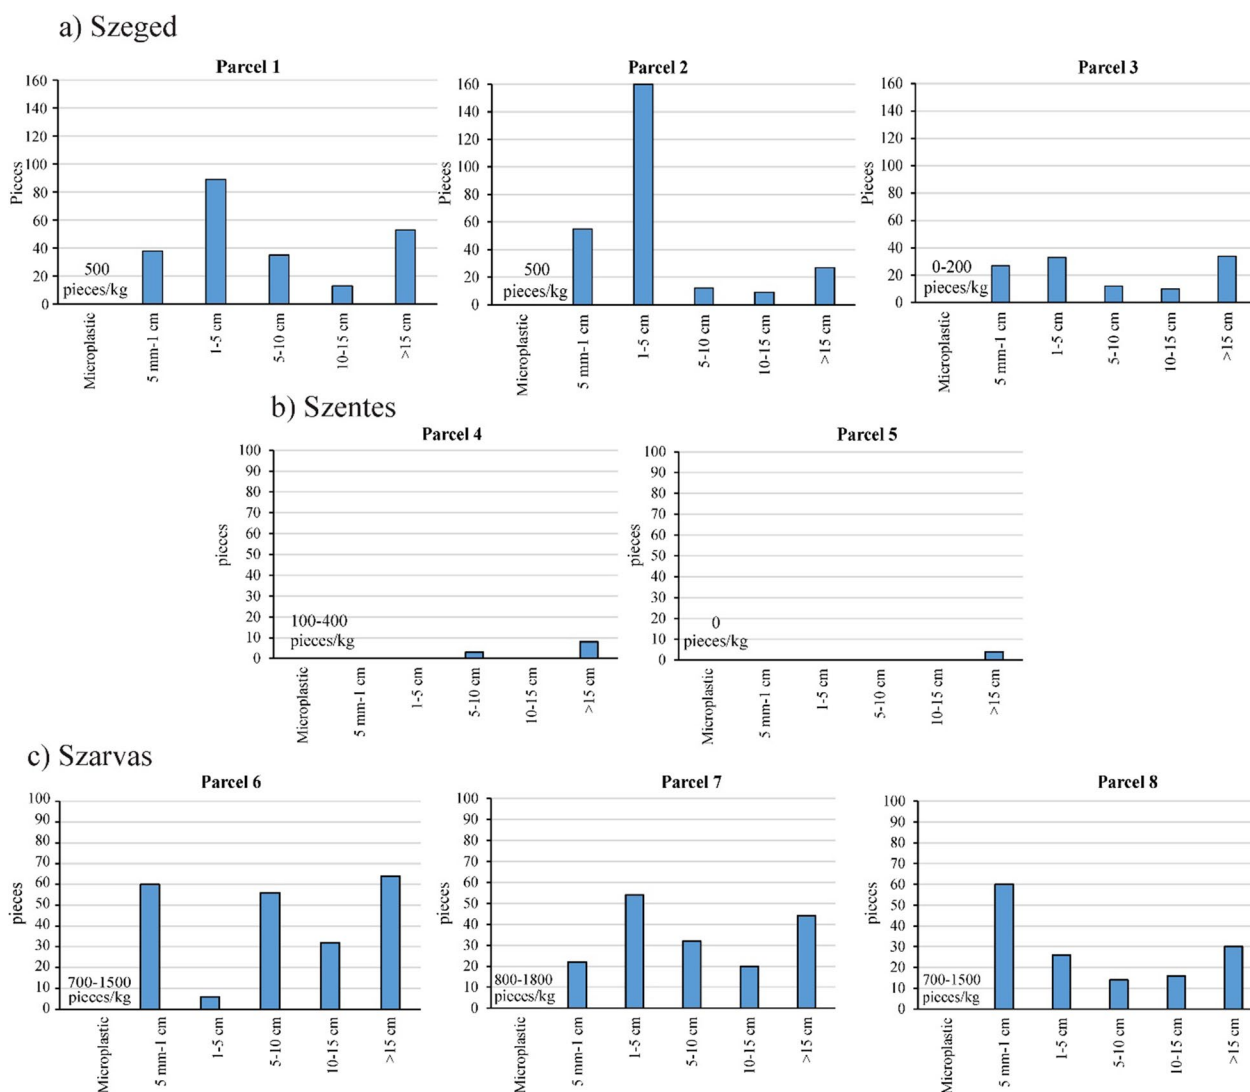 a) Szeged
Parcel 1
Parcel 2
Parcel 3
160
140
120
100
80
60
40
20
0
Pieces
500
pieces/kg
Microplastic
5 mm-1 cm
1-5 cm
5-10 cm
10-15 cm
>15 cm
160
140
120
100
80
60
40
20
0
Pieces
500
pieces/kg
Microplastic
5 mm-1 cm
1-5 cm
5-10 cm
10-15 cm
>15 cm
160
140
120
100
80
60
40
20
0
Pieces
0-200
pieces/kg
Microplastic
5 mm-1 cm
1-5 cm
5-10 cm
10-15 cm
>15 cm
b) Szentes
Parcel 4
Parcel 5
100
90
80
70
60
50
40
30
20
10
0
pieces
100-400
pieces/kg
Microplastic
5 mm-1 cm
1-5 cm
5-10 cm
10-15 cm
>15 cm
100
90
80
70
60
50
40
30
20
10
0
pieces
0
pieces/kg
Microplastic
5 mm-1 cm
1-5 cm
5-10 cm
10-15 cm
>15 cm
c) Szarvas
Parcel 6
Parcel 7
Parcel 8
100
90
80
70
60
50
40
30
20
10
0
pieces
700-1500
pieces/kg
Microplastic
5 mm-1 cm
1-5 cm
5-10 cm
10-15 cm
>15 cm
100
90
80
70
60
50
40
30
20
10
0
pieces
800-1800
pieces/kg
Microplastic
5 mm-1 cm
1-5 cm
5-10 cm
10-15 cm
>15 cm
100
90
80
70
60
50
40
30
20
10
0
pieces
700-1500
pieces/kg
Microplastic
5 mm-1 cm
1-5 cm
5-10 cm
10-15 cm
>15 cm